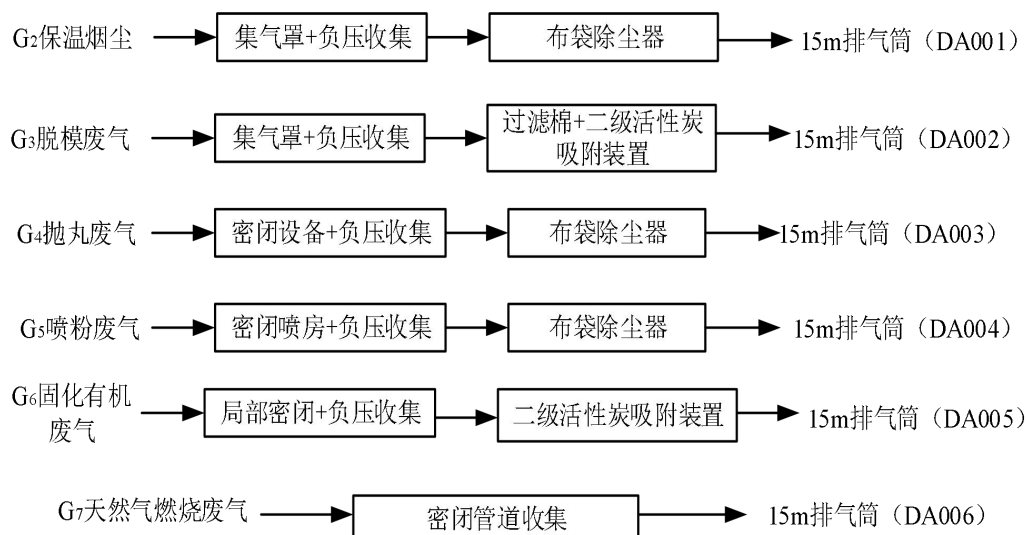 G2保温烟尘 集气罩+负压收集 布袋除尘器 15m排气筒（DA001）
G3脱模废气 集气罩+负压收集 过滤棉+二级活性炭
吸附装置 15m排气筒（DA002）
G4抛丸废气 密闭设备+负压收集 布袋除尘器 15m排气筒（DA003）
G5喷粉废气 密闭喷房+负压收集 布袋除尘器 15m排气筒（DA004）
G6固化有机
废气 局部密闭+负压收集 二级活性炭吸附装置 15m排气筒（DA005）
G7天然气燃烧废气 密闭管道收集 15m排气筒（DA006）